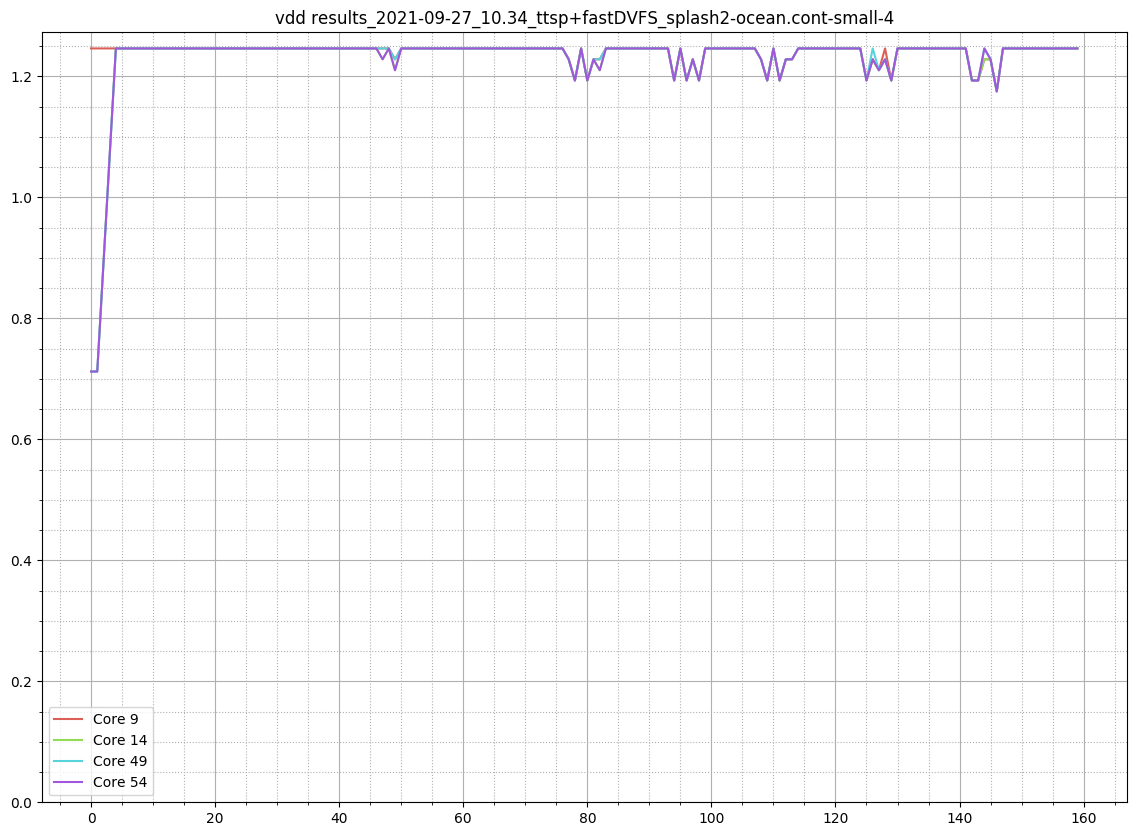 vdd results_2021-09-27_10.34_ttsp+fastDVFS_splash2-ocean.cont-small-4
1.2
1.0
0.8
0.6
0.4
0.2
0.0
Core 9
Core 14
Core 49
Core 54
0 20 40 60 80 100 120 140 160